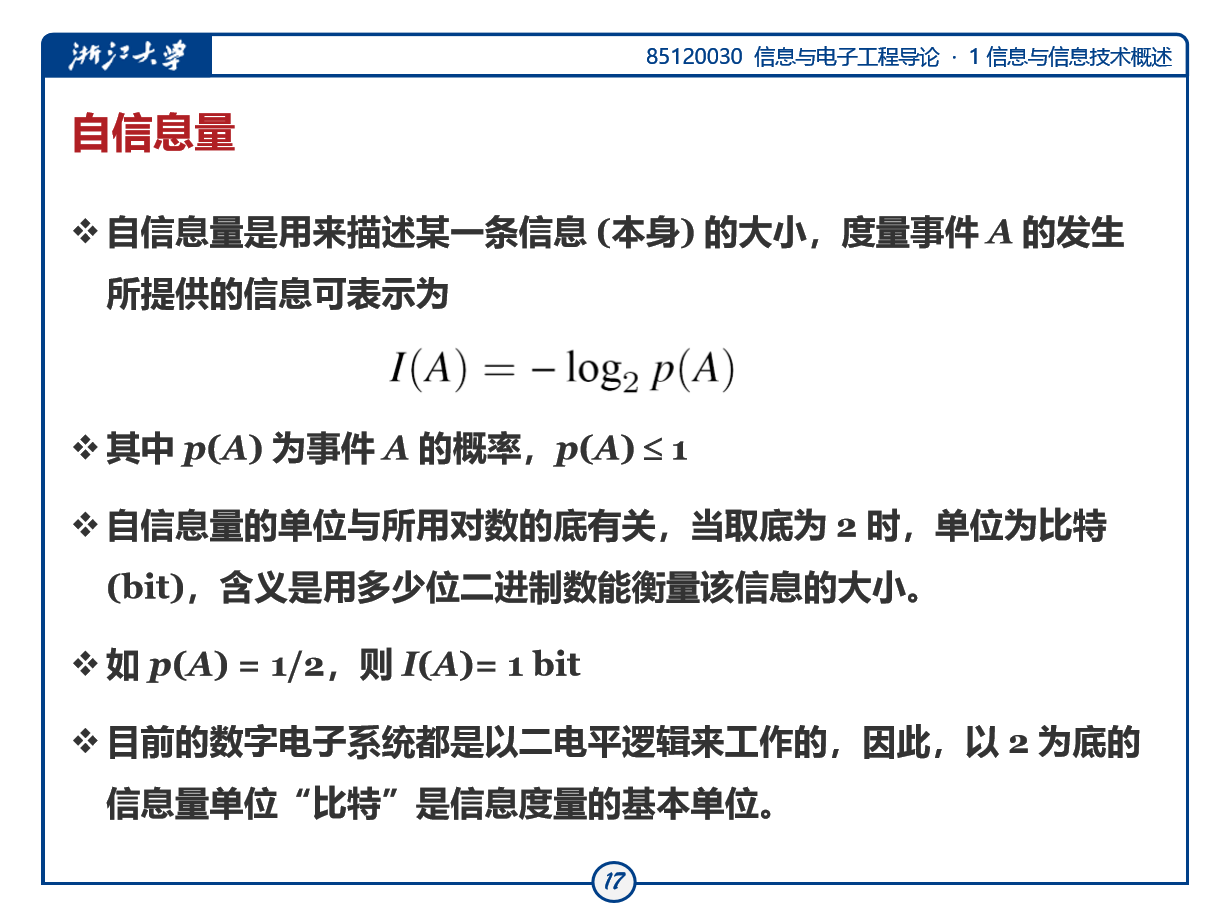 浙江大学
85120030 信息与电子工程导论 · 1 信息与信息技术概述
自信息量
❖ 自信息量是用来描述某一条信息 (本身) 的大小，度量事件 A 的发生
所提供的信息可表示为
I(A) = − log₂ p(A)
❖ 其中 p(A) 为事件 A 的概率，p(A) ≤ 1
❖ 自信息量的单位与所用对数的底有关，当取底为 2 时，单位为比特
(bit)，含义是用多少位二进制数能衡量该信息的大小。
❖ 如 p(A) = 1/2，则 I(A)= 1 bit
❖ 目前的数字电子系统都是以二电平逻辑来工作的，因此，以 2 为底的
信息量单位“比特”是信息度量的基本单位。
17